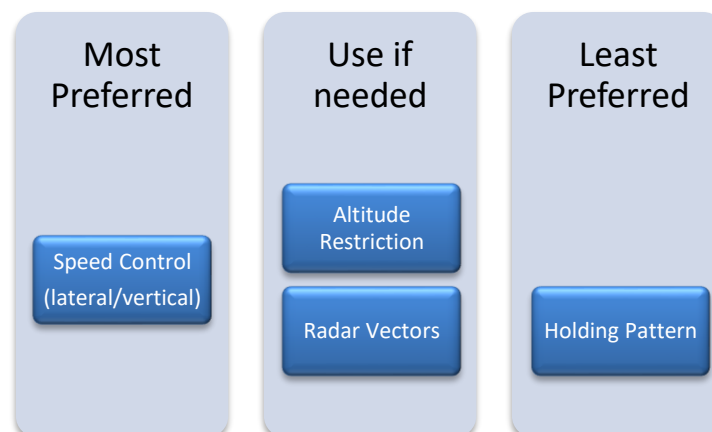 Most
Preferred
Speed Control
(lateral/vertical)
Use if
needed
Altitude
Restriction
Radar Vectors
Least
Preferred
Holding Pattern